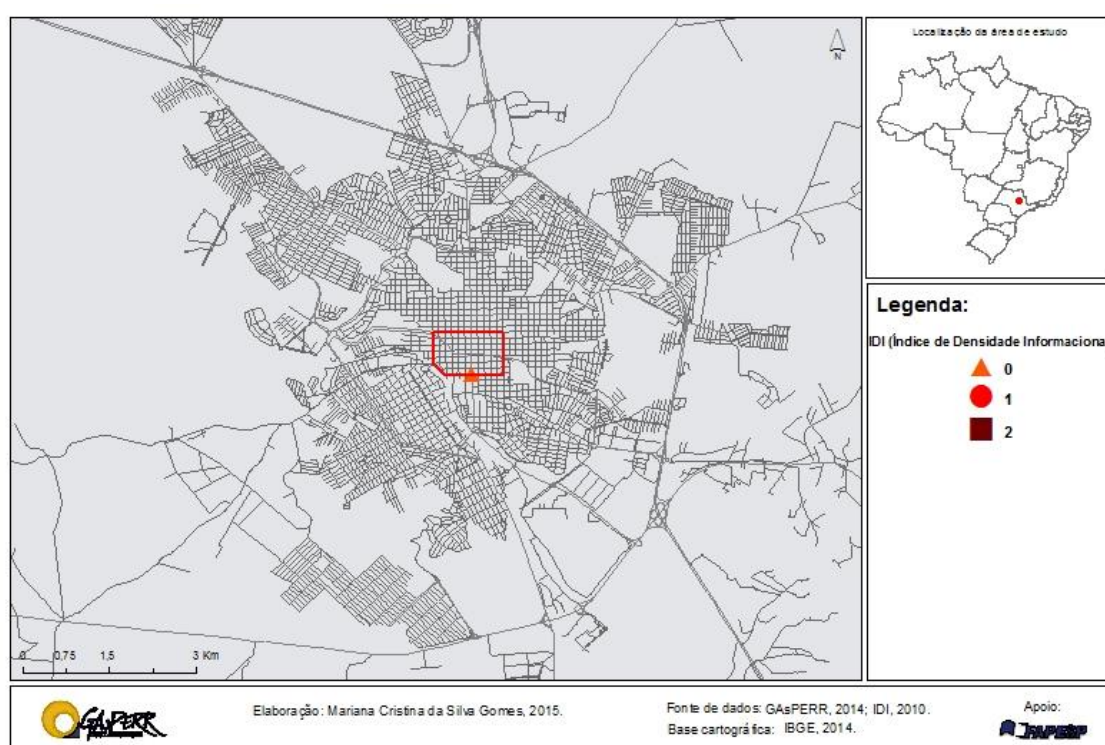 Localização da área de estudo
N
Legenda:
IDI (Índice de Densidade Informaciona
0
1
2
0 0,75 1,5 3 Km
GAsPERR
Elaboração: Mariana Cristina da Silva Gomes, 2015.
Fonte de dados: GAsPERR, 2014; IDI, 2010.
Base cartográfica: IBGE, 2014.
Apoio:
FAPESP